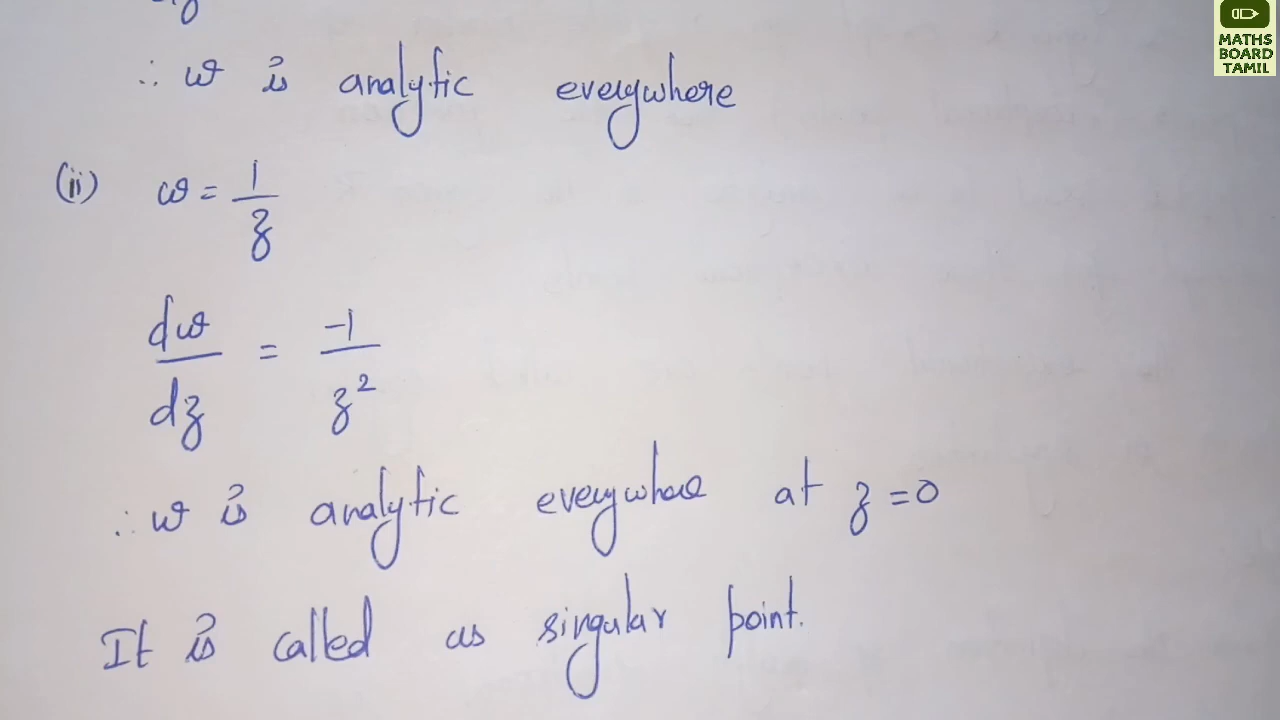 MATHS
BOARD
TAMIL
∴ w is analytic everywhere
(ii) w = 1/z
dw/dz = -1/z²
∴ w is analytic everywhere at z = 0
It is called as singular point.